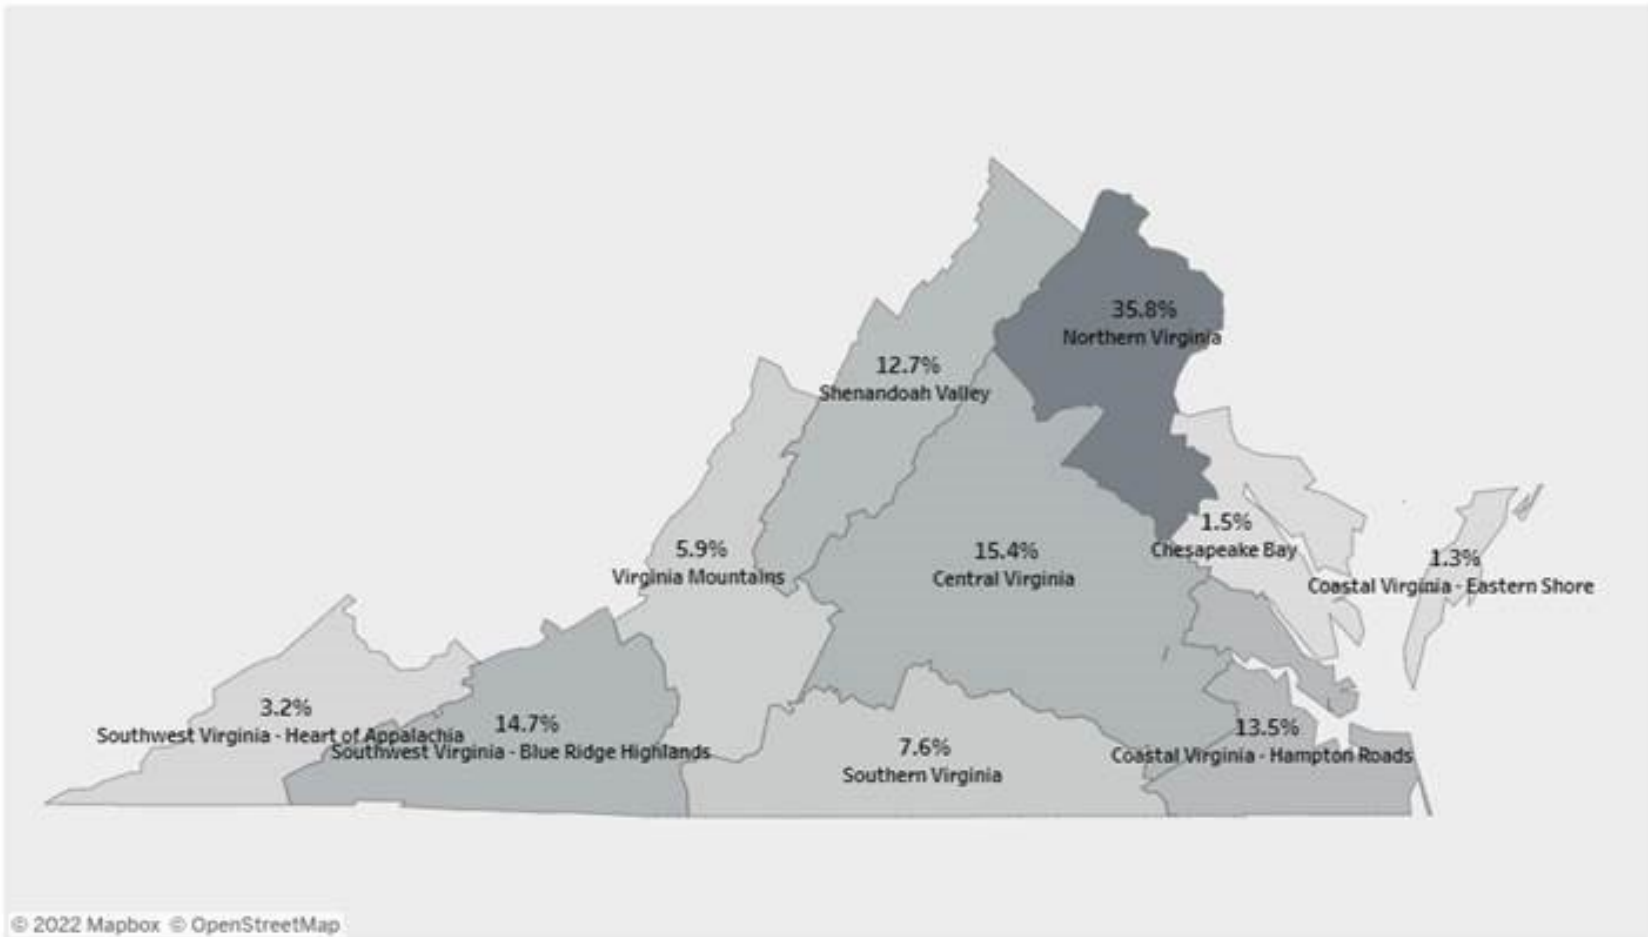 35.8%
Northern Virginia
12.7%
Shenandoah Valley
1.5%
Chesapeake Bay
5.9%
Virginia Mountains
15.4%
Central Virginia
1.3%
Coastal Virginia - Eastern Shore
3.2%
Southwest Virginia - Heart of Appalachia
14.7%
Southwest Virginia - Blue Ridge Highlands
7.6%
Southern Virginia
13.5%
Coastal Virginia - Hampton Roads
© 2022 Mapbox © OpenStreetMap